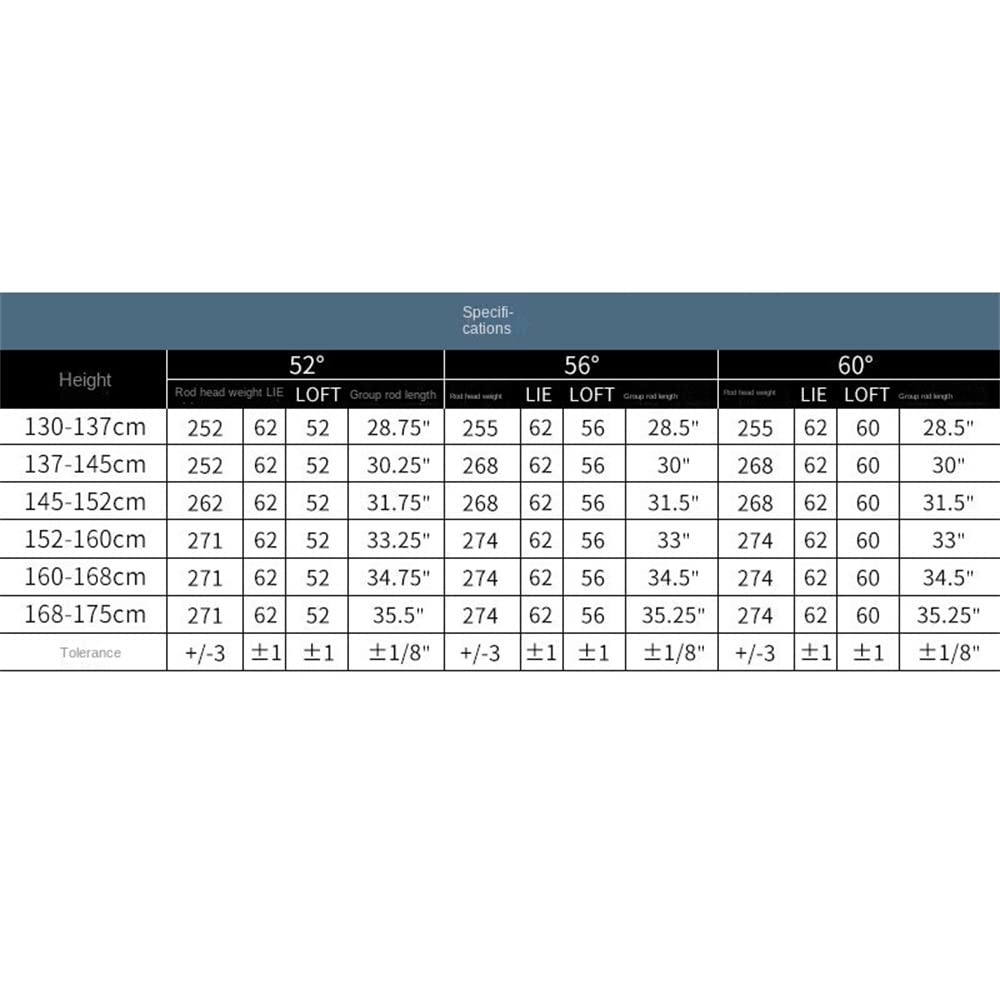 Specifi-
cations
Height 52° 56° 60°
Rod head weight LIE LOFT Group rod length Rod head weight LIE LOFT Group rod length Rod head weight LIE LOFT Group rod length
130-137cm 252 62 52 28.75" 255 62 56 28.5" 255 62 60 28.5"
137-145cm 252 62 52 30.25" 268 62 56 30" 268 62 60 30"
145-152cm 262 62 52 31.75" 268 62 56 31.5" 268 62 60 31.5"
152-160cm 271 62 52 33.25" 274 62 56 33" 274 62 60 33"
160-168cm 271 62 52 34.75" 274 62 56 34.5" 274 62 60 34.5"
168-175cm 271 62 52 35.5" 274 62 56 35.25" 274 62 60 35.25"
Tolerance +/-3 ±1 ±1 ±1/8" +/-3 ±1 ±1 ±1/8" +/-3 ±1 ±1 ±1/8"